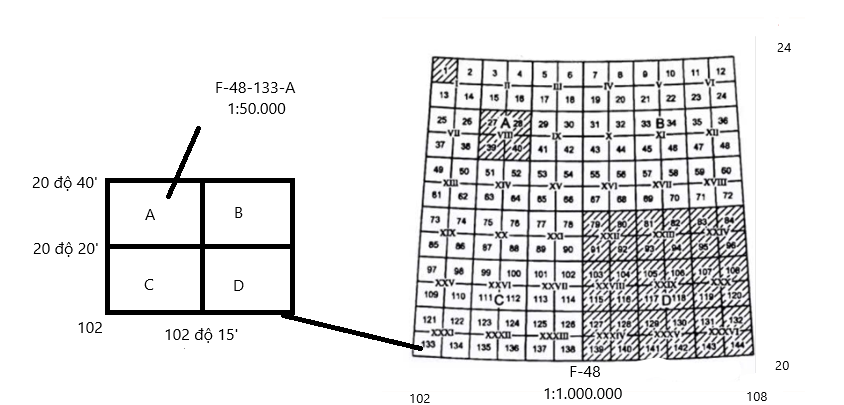 F-48-133-A
1:50.000
20 độ 40'
20 độ 20'
A B
C D
102
102 độ 15'
24
1 2 3 4 5 6 7 8 9 10 11 12
I II III IV V VI
13 14 15 16 17 18 19 20 21 22 23 24
25 26 27 A 28 29 30 31 32 33 B 34 35 36
VII VIII IX X XI XII
37 38 39 40 41 42 43 44 45 46 47 48
49 50 51 52 53 54 55 56 57 58 59 60
XIII XIV XV XVI XVII XVIII
61 62 63 64 65 66 67 68 69 70 71 72
73 74 75 76 77 78 79 80 81 82 83 84
XIX XX XXI XXII XXIII XXIV
85 86 87 88 89 90 91 92 93 94 95 96
97 98 99 100 101 102 103 104 105 106 107 108
XXV XXVI XXVII XXVIII XXIX XXX
109 110 111 C 112 113 114 115 116 117 D 118 119 120
121 122 123 124 125 126 127 128 129 130 131 132
XXXI XXXII XXXIII XXXIV XXXV XXXVI
133 134 135 136 137 138 139 140 141 142 143 144
20
F-48
1:1.000.000
102
108